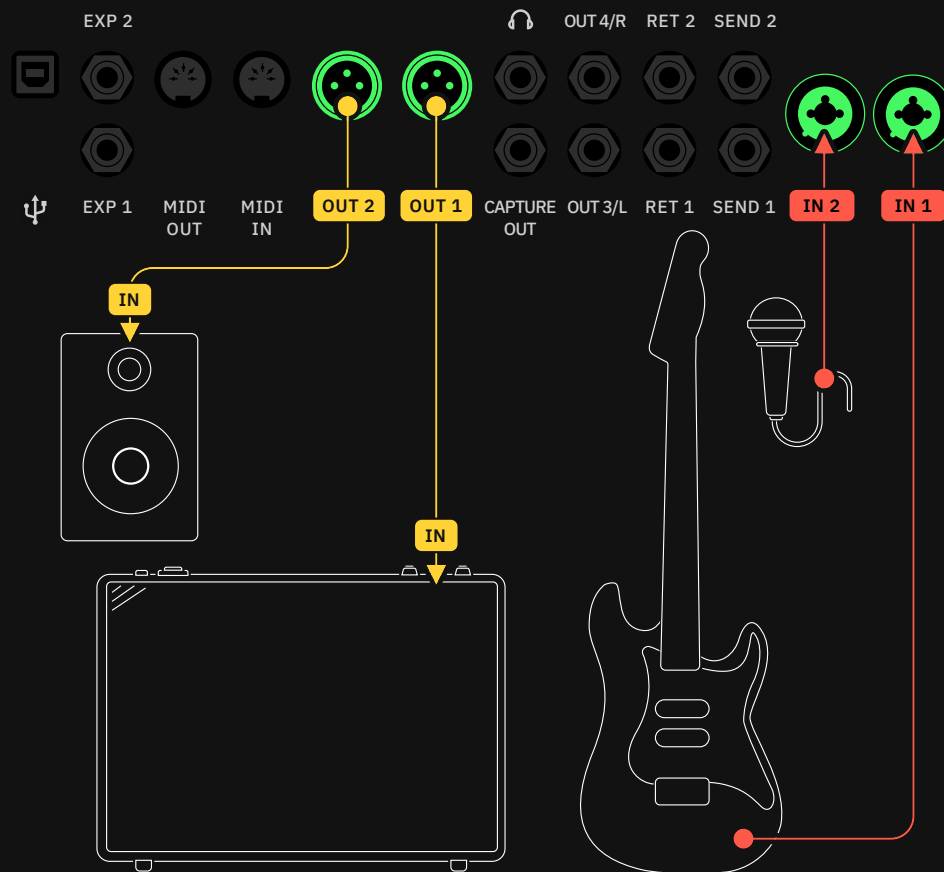 EXP 2
OUT 4/R
RET 2
SEND 2
EXP 1
MIDI
OUT
MIDI
IN
OUT 2
OUT 1
CAPTURE
OUT
OUT 3/L
RET 1
SEND 1
IN 2
IN 1
IN
IN